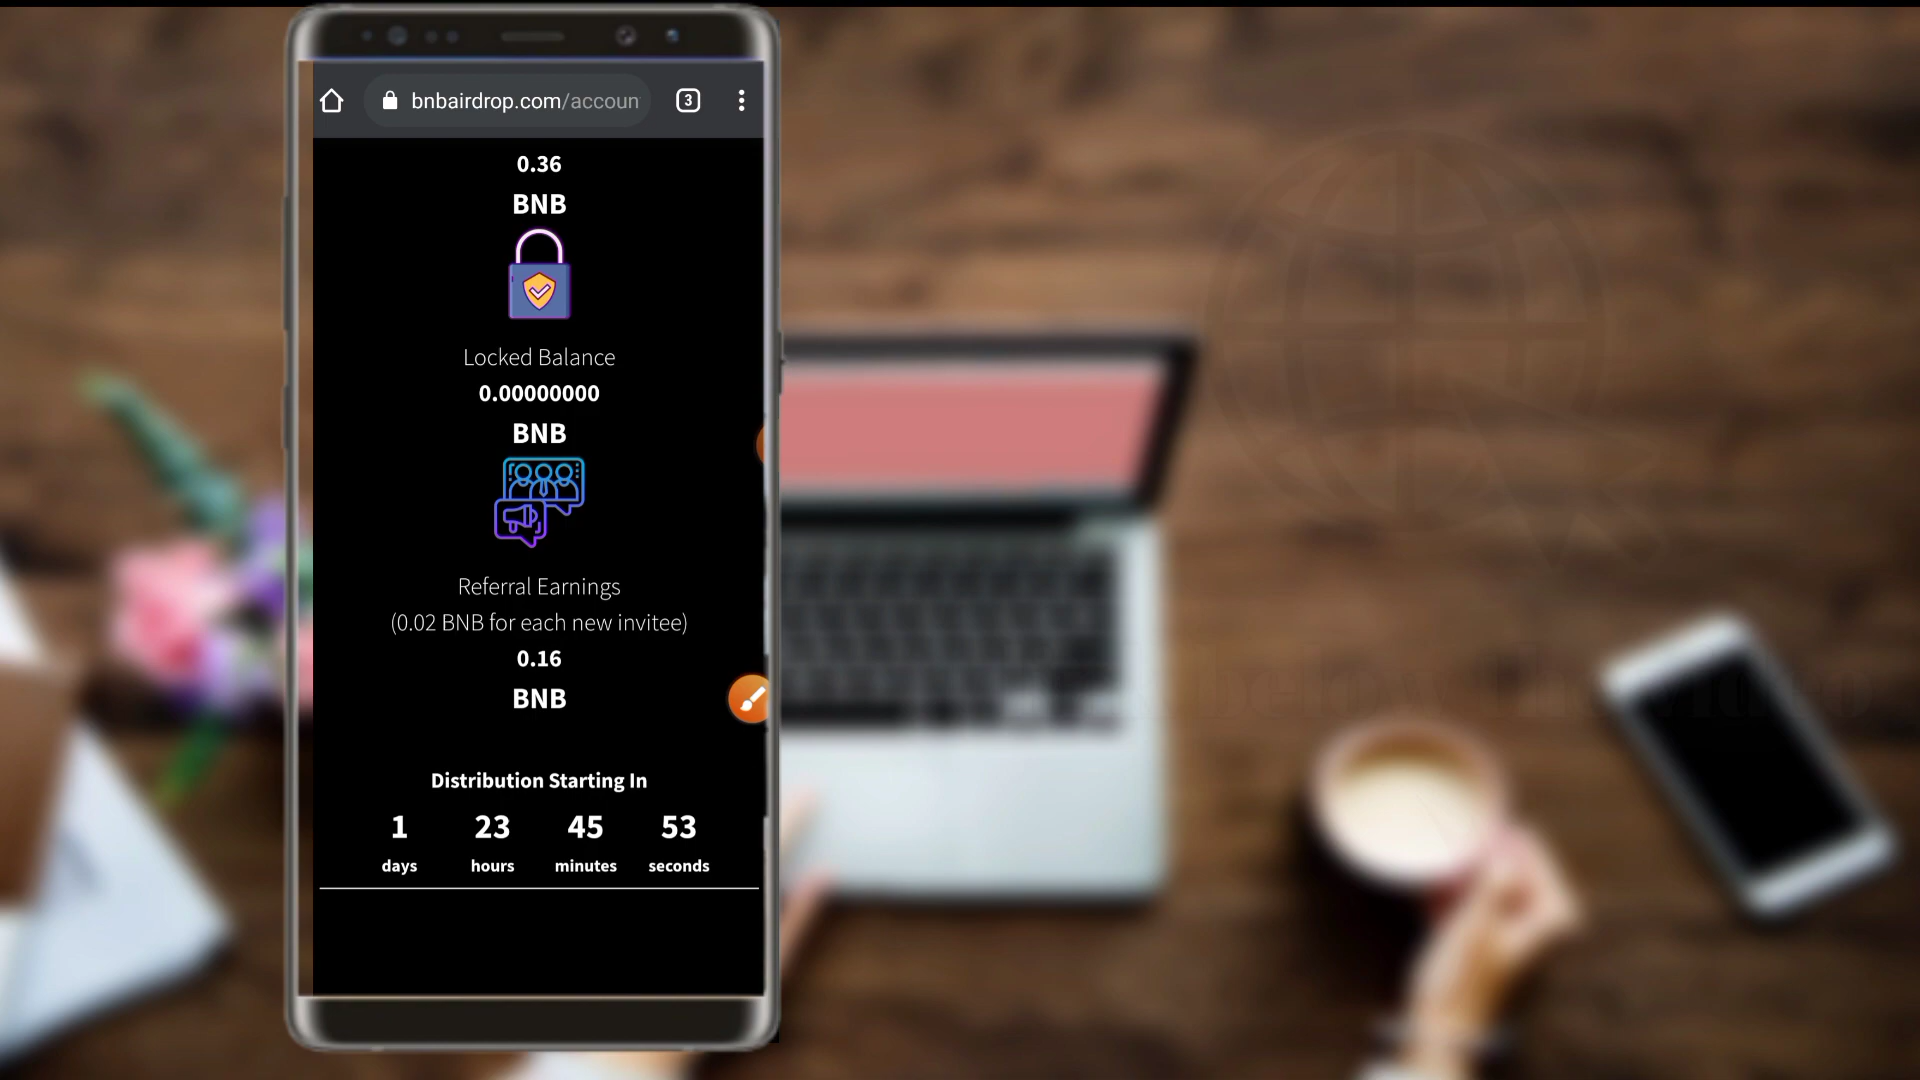 bnbairdrop.com/accoun
3
0.36
BNB
Locked Balance
0.00000000
BNB
Referral Earnings
(0.02 BNB for each new invitee)
0.16
BNB
Distribution Starting In
1 23 45 53
days hours minutes seconds